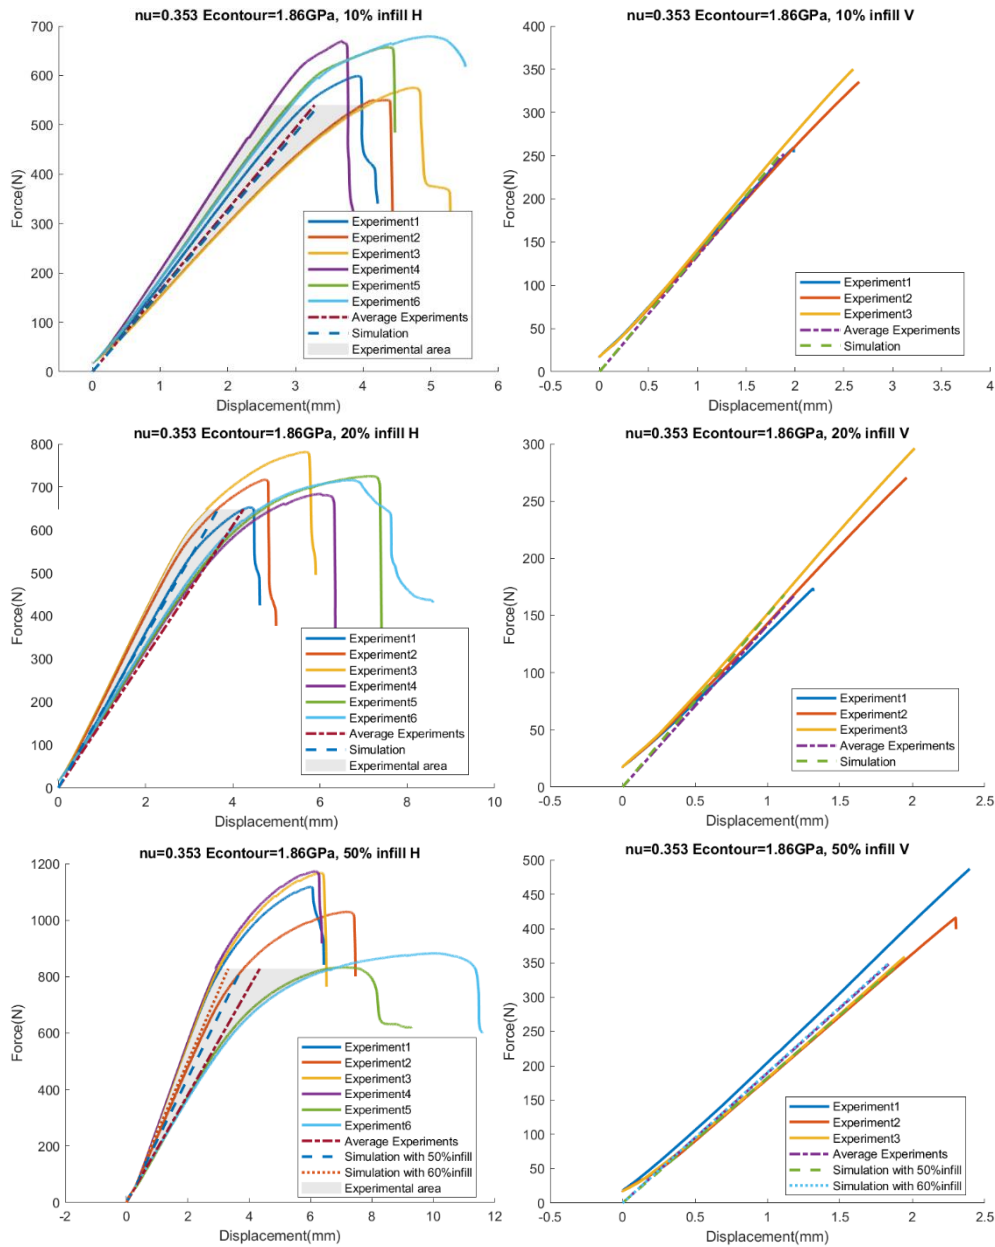 nu=0.353 Econtour=1.86GPa, 10% infill H
700
600
500
400
300
200
100
0
Force(N)
0 1 2 3 4 5 6
Displacement(mm)
Experiment1
Experiment2
Experiment3
Experiment4
Experiment5
Experiment6
Average Experiments
Simulation
Experimental area
nu=0.353 Econtour=1.86GPa, 10% infill V
400
350
300
250
200
150
100
50
0
Force(N)
-0.5 0 0.5 1 1.5 2 2.5 3 3.5 4
Displacement(mm)
Experiment1
Experiment2
Experiment3
Average Experiments
Simulation
nu=0.353 Econtour=1.86GPa, 20% infill H
800
700
600
500
400
300
200
100
0
Force(N)
0 2 4 6 8 10
Displacement(mm)
Experiment1
Experiment2
Experiment3
Experiment4
Experiment5
Experiment6
Average Experiments
Simulation
Experimental area
nu=0.353 Econtour=1.86GPa, 20% infill V
300
250
200
150
100
50
0
Force(N)
-0.5 0 0.5 1 1.5 2 2.5
Displacement(mm)
Experiment1
Experiment2
Experiment3
Average Experiments
Simulation
nu=0.353 Econtour=1.86GPa, 50% infill H
1200
1000
800
600
400
200
0
Force(N)
-2 0 2 4 6 8 10 12
Displacement(mm)
Experiment1
Experiment2
Experiment3
Experiment4
Experiment5
Experiment6
Average Experiments
Simulation with 50%infill
Simulation with 60%infill
Experimental area
nu=0.353 Econtour=1.86GPa, 50% infill V
500
450
400
350
300
250
200
150
100
50
0
Force(N)
-0.5 0 0.5 1 1.5 2 2.5
Displacement(mm)
Experiment1
Experiment2
Experiment3
Average Experiments
Simulation with 50%infill
Simulation with 60%infill